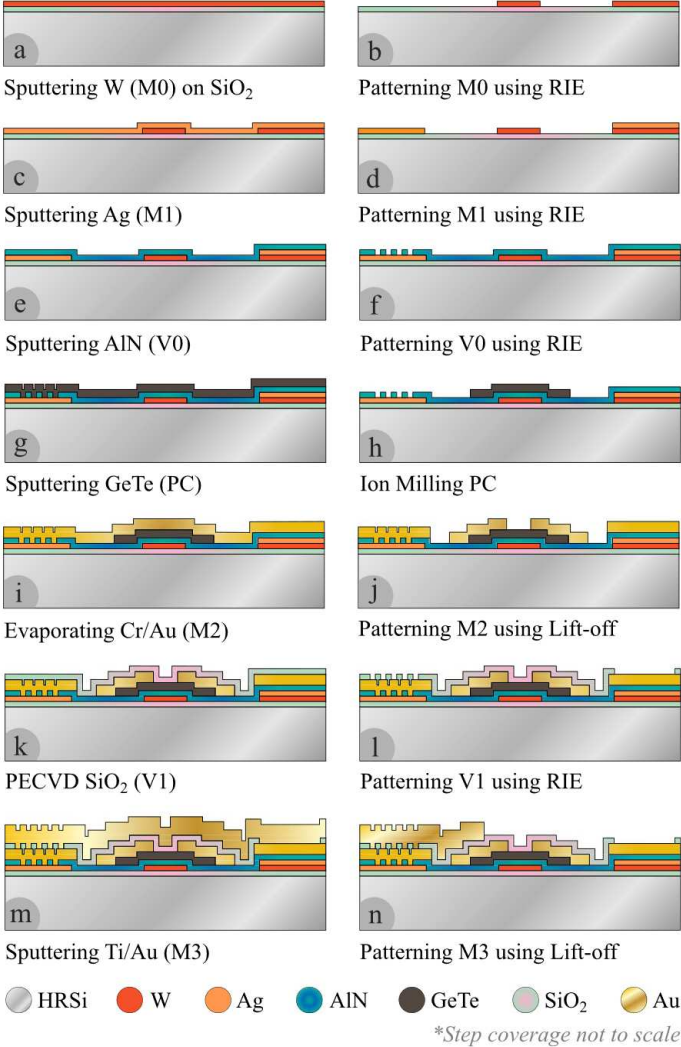 a
b
Sputtering W (M0) on SiO₂
Patterning M0 using RIE
c
d
Sputtering Ag (M1)
Patterning M1 using RIE
e
f
Sputtering AlN (V0)
Patterning V0 using RIE
g
h
Sputtering GeTe (PC)
Ion Milling PC
i
j
Evaporating Cr/Au (M2)
Patterning M2 using Lift-off
k
l
PECVD SiO₂ (V1)
Patterning V1 using RIE
m
n
Sputtering Ti/Au (M3)
Patterning M3 using Lift-off
HRSi W Ag AlN GeTe SiO₂ Au
*Step coverage not to scale